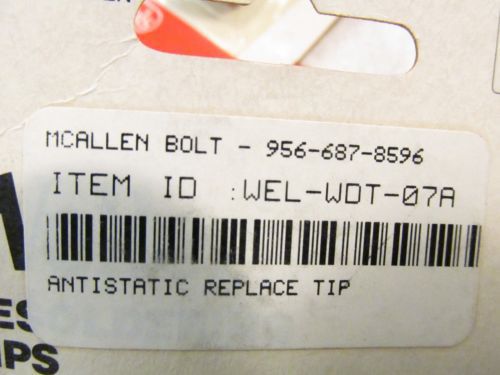 MCALLEN BOLT - 956-687-8596
ITEM ID :WEL-WDT-07A
ANTISTATIC REPLACE TIP